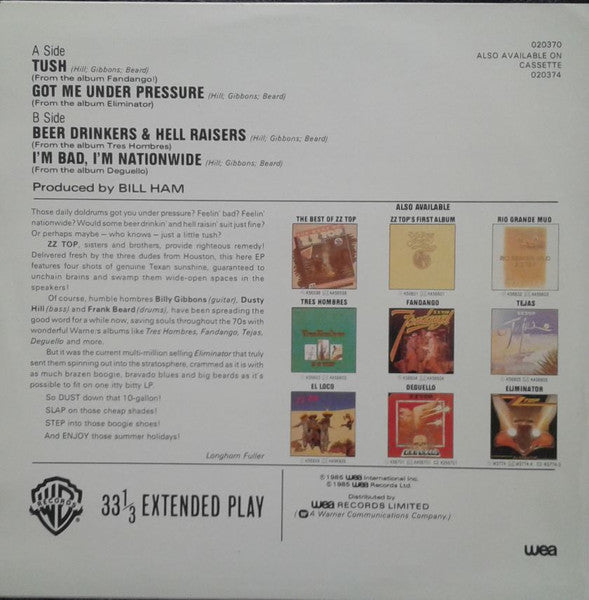 A Side
TUSH (Hill; Gibbons; Beard)
(From the album Fandango!)
GOT ME UNDER PRESSURE (Hill; Gibbons; Beard)
(From the album Eliminator)
B Side
BEER DRINKERS & HELL RAISERS (Hill; Gibbons; Beard)
(From the album Tres Hombres)
I'M BAD, I'M NATIONWIDE (Hill; Gibbons; Beard)
(From the album Deguello)
Produced by BILL HAM
020370
ALSO AVAILABLE ON
CASSETTE
020374
Those daily doldrums got you under pressure? Feelin' bad? Feelin'
nationwide? Would some beer drinkin' and hell raisin' suit just fine?
Or perhaps maybe – who knows – just a little tush?
ZZ TOP, sisters and brothers, provide righteous remedy!
Delivered fresh by the three dudes from Houston, this here EP
features four shots of genuine Texan sunshine, guaranteed to
unchain brains and swamp them wide-open spaces in the
speakers!
Of course, humble hombres Billy Gibbons (guitar), Dusty
Hill (bass) and Frank Beard (drums), have been spreading the
good word for a while now, saving souls throughout the 70s with
wonderful Warners albums like Tres Hombres, Fandango, Tejas,
Deguello and more.
But it was the current multi-million selling Eliminator that truly
sent them spinning out into the stratosphere, crammed as it is with
as much brazen boogie, bravado blues and big beards as it's
possible to fit on one itty bitty LP.
So DUST down that 10-gallon!
SLAP on those cheap shades!
STEP into those boogie shoes!
And ENJOY those summer holidays!
Longham Fuller
ALSO AVAILABLE
THE BEST OF ZZ TOP
ZZ TOP'S FIRST ALBUM
RIO GRANDE MUD
TRES HOMBRES
FANDANGO
TEJAS
EL LOCO
DEGUELLO
ELIMINATOR
WB
RECORDS
33 1/3 EXTENDED PLAY
℗ 1985 wea International Inc.
© 1985 wea Records Ltd.
Distributed by
wea RECORDS LIMITED
(A Warner Communications Company.)
wea